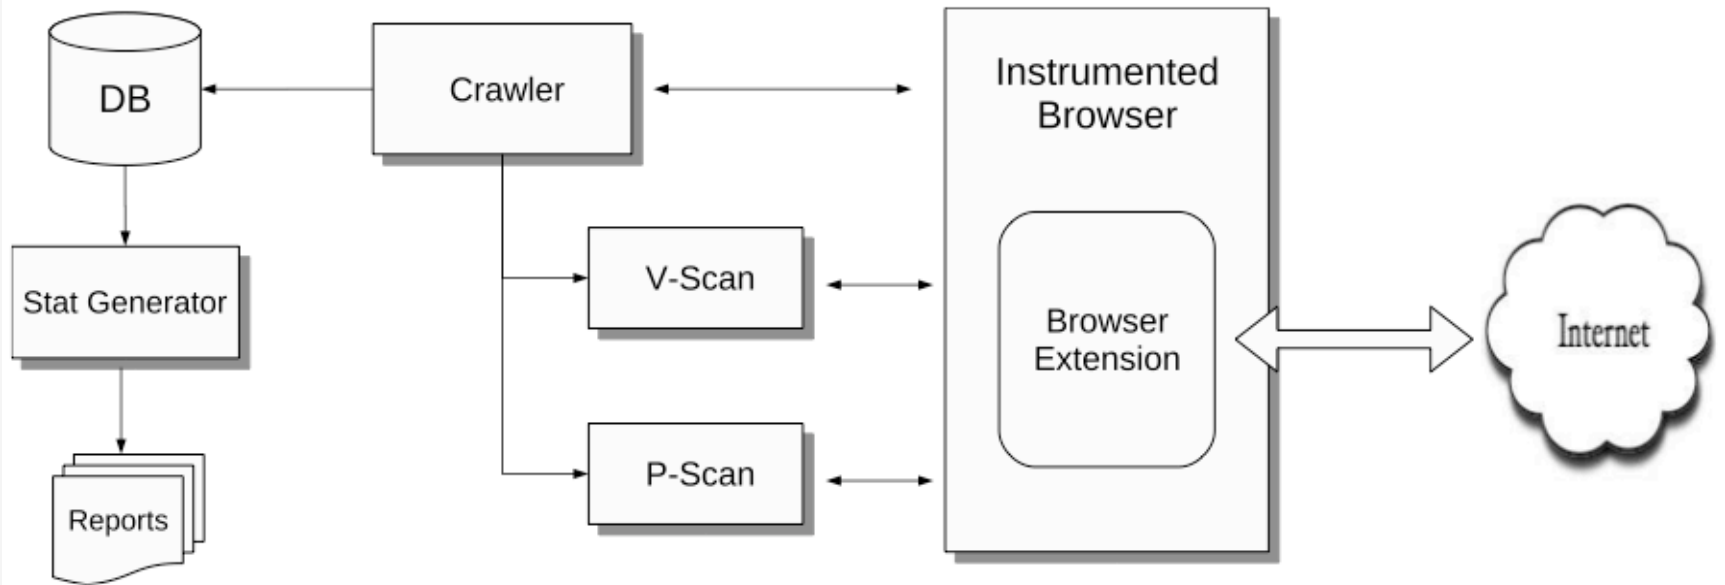 DB
Crawler
Instrumented
Browser
V-Scan
Stat Generator
Browser
Extension
Internet
P-Scan
Reports